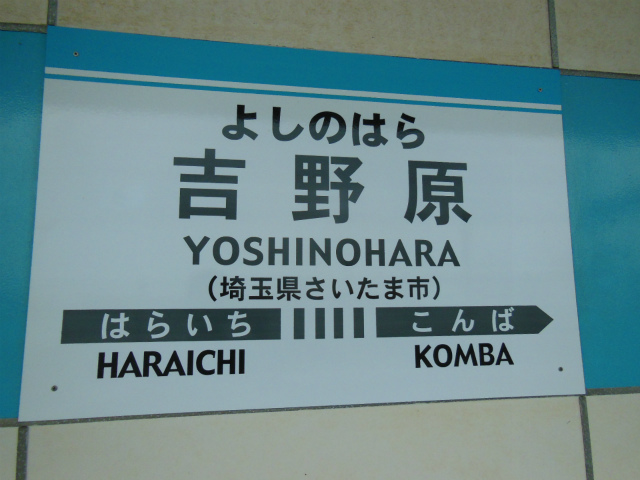 よしのはら
吉野原
YOSHINOHARA
(埼玉県さいたま市)
はらいち こんば
HARAICHI KOMBA